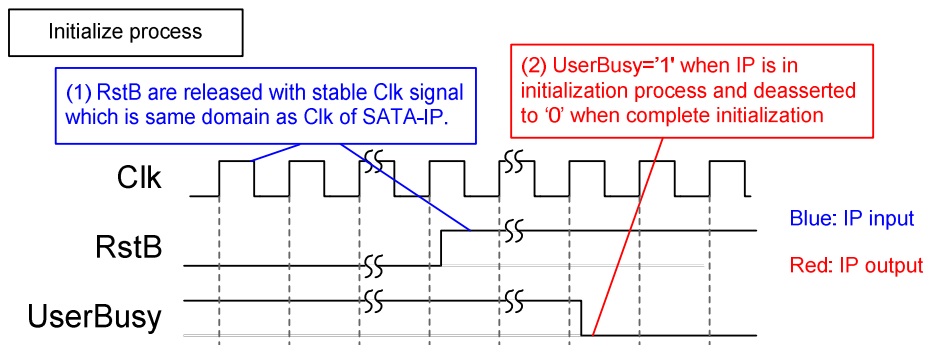 Initialize process
(1) RstB are released with stable Clk signal
which is same domain as Clk of SATA-IP.
(2) UserBusy='1' when IP is in
initialization process and deasserted
to ‘0’ when complete initialization
Clk
RstB
UserBusy
Blue: IP input
Red: IP output